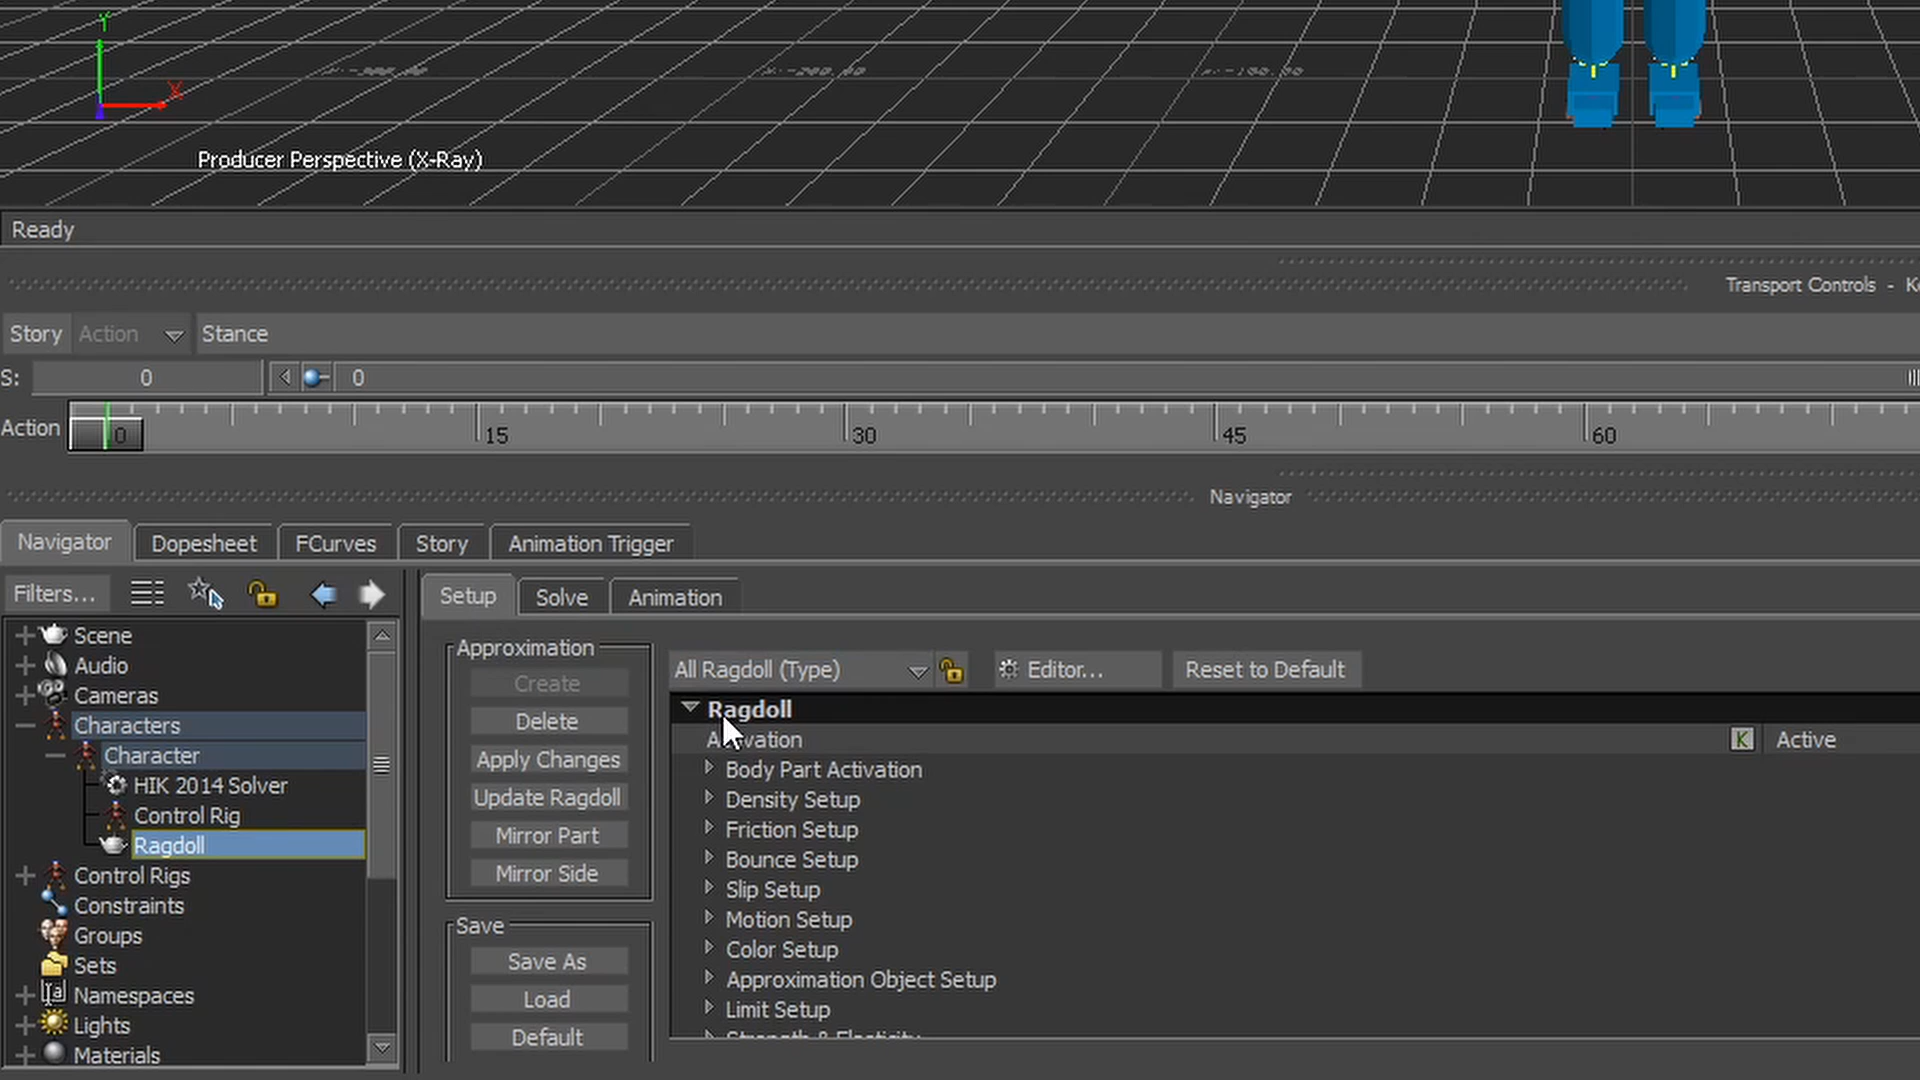 Y
X
Producer Perspective (X-Ray)
Ready
Transport Controls -
Story Action Stance
S: 0 0
Action 0 15 30 45 60
Navigator
Navigator Dopesheet FCurves Story Animation Trigger
Filters... Setup Solve Animation
Scene
Audio
Cameras
Characters
Character
HIK 2014 Solver
Control Rig
Ragdoll
Control Rigs
Constraints
Groups
Sets
Namespaces
Lights
Materials
Approximation
Create
Delete
Apply Changes
Update Ragdoll
Mirror Part
Mirror Side
Save
Save As
Load
Default
All Ragdoll (Type) Editor... Reset to Default
Ragdoll
Activation K Active
Body Part Activation
Density Setup
Friction Setup
Bounce Setup
Slip Setup
Motion Setup
Color Setup
Approximation Object Setup
Limit Setup
Strength & Elasticity